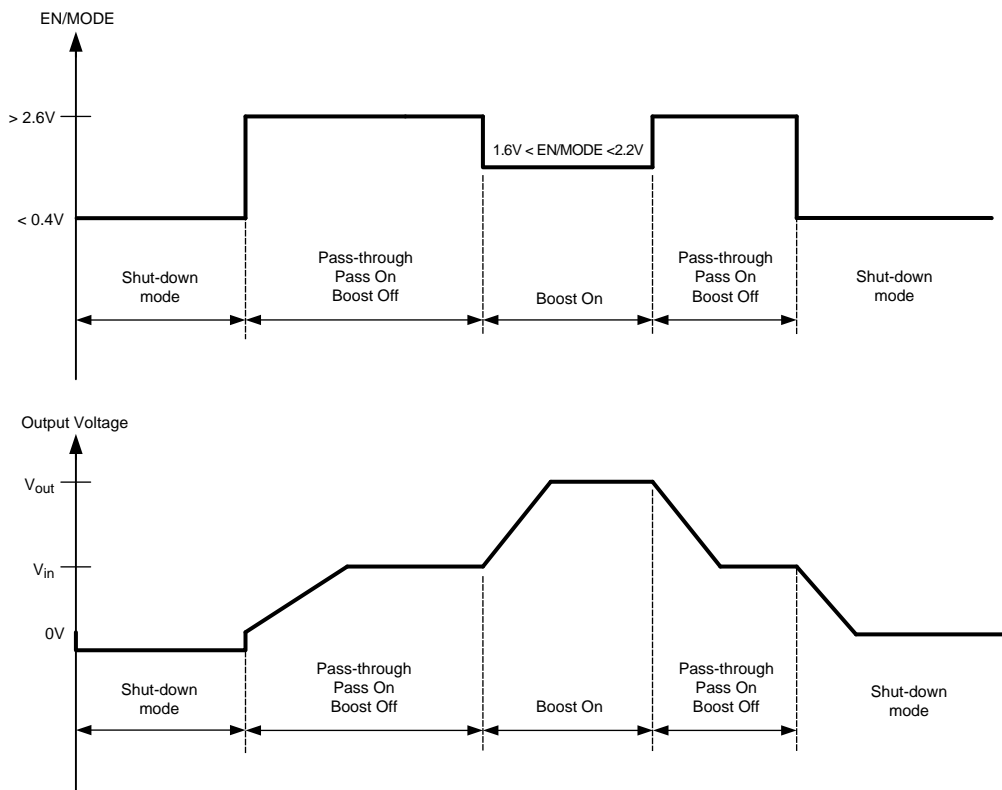 EN/MODE
> 2.6V
1.6V < EN/MODE <2.2V
< 0.4V
Shut-down
mode
Pass-through
Pass On
Boost Off
Boost On
Pass-through
Pass On
Boost Off
Shut-down
mode
Output Voltage
Vout
Vin
0V
Shut-down
mode
Pass-through
Pass On
Boost Off
Boost On
Pass-through
Pass On
Boost Off
Shut-down
mode